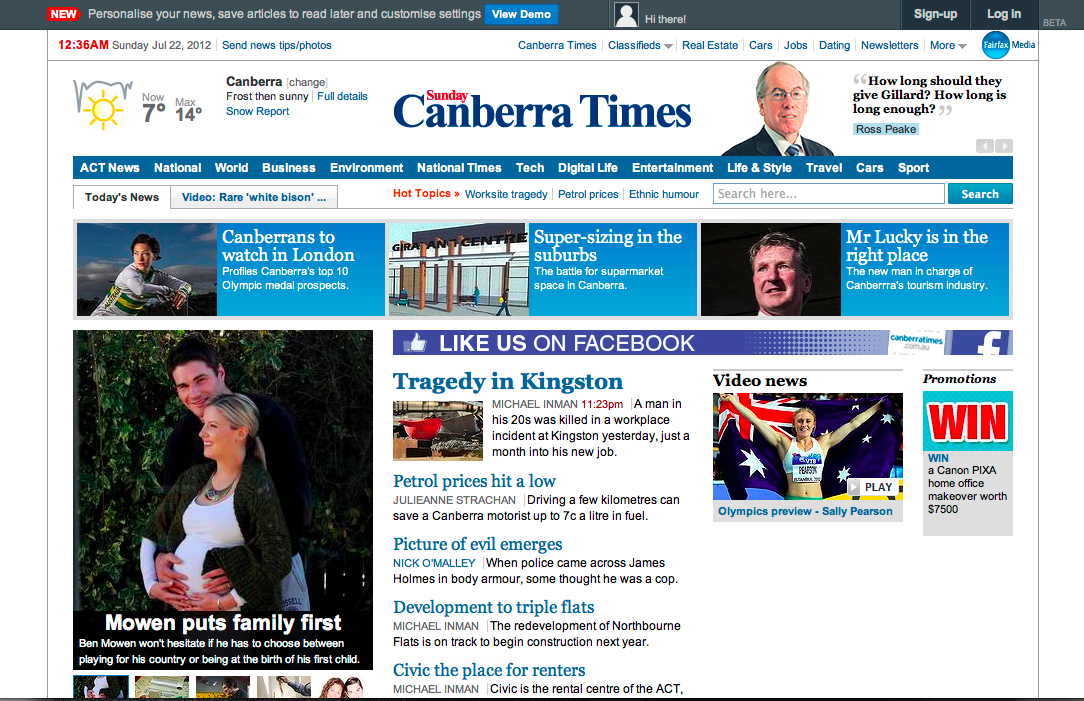 NEW Personalise your news, save articles to read later and customise settings View Demo
Hi there!
Sign-up
Log in
BETA
12:36AM Sunday Jul 22, 2012 Send news tips/photos
Canberra Times Classifieds Real Estate Cars Jobs Dating Newsletters More
Fairfax Media
Now
7°
Max
14°
Canberra [change]
Frost then sunny Full details
Snow Report
Sunday
Canberra Times
“How long should they
give Gillard? How long is
long enough?”
Ross Peake
ACT News National World Business Environment National Times Tech Digital Life Entertainment Life & Style Travel Cars Sport
Today's News Video: Rare 'white bison' ...
Hot Topics » Worksite tragedy Petrol prices Ethnic humour
Search here...
Search
Canberrans to
watch in London
Profiles Canberra's top 10
Olympic medal prospects.
Super-sizing in the
suburbs
The battle for supermarket
space in Canberra.
Mr Lucky is in the
right place
The new man in charge of
Canberrra's tourism industry.
Mowen puts family first
Ben Mowen won't hesitate if he has to choose between
playing for his country or being at the birth of his first child.
LIKE US ON FACEBOOK
canberratimes
.com.au
f
Tragedy in Kingston
MICHAEL INMAN 11:23pm A man in
his 20s was killed in a workplace
incident at Kingston yesterday, just a
month into his new job.
Petrol prices hit a low
JULIEANNE STRACHAN Driving a few kilometres can
save a Canberra motorist up to 7c a litre in fuel.
Picture of evil emerges
NICK O'MALLEY When police came across James
Holmes in body armour, some thought he was a cop.
Development to triple flats
MICHAEL INMAN The redevelopment of Northbourne
Flats is on track to begin construction next year.
Civic the place for renters
MICHAEL INMAN Civic is the rental centre of the ACT,
Video news
PEARSON
PLAY
Olympics preview - Sally Pearson
Promotions
WIN
WIN
a Canon PIXA
home office
makeover worth
$7500